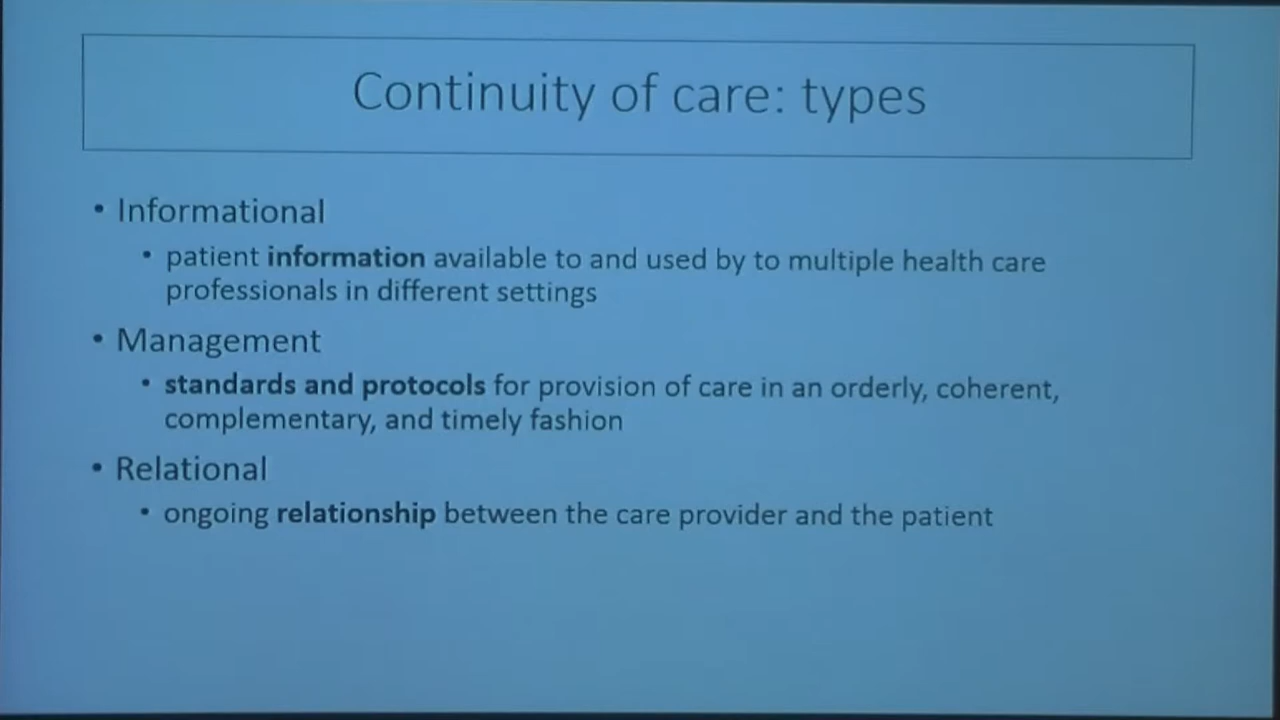 Continuity of care: types
• Informational
• patient information available to and used by to multiple health care
professionals in different settings
• Management
• standards and protocols for provision of care in an orderly, coherent,
complementary, and timely fashion
• Relational
• ongoing relationship between the care provider and the patient